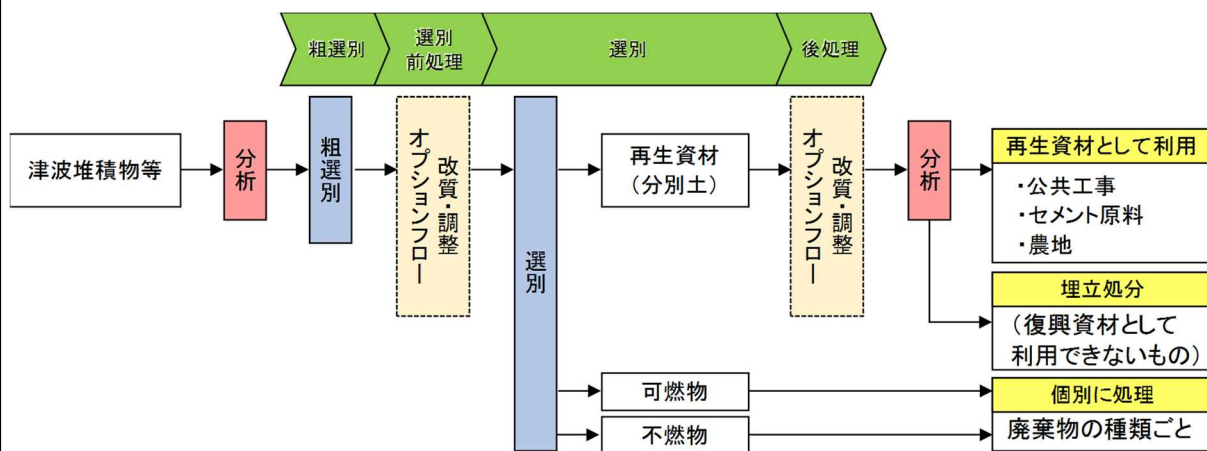 粗選別
選別
前処理
選別
後処理
津波堆積物等
分析
粗選別
改質・調整
オプションフロー
選別
再生資材
（分別土）
改質・調整
オプションフロー
分析
再生資材として利用
・公共工事
・セメント原料
・農地
埋立処分
（復興資材として
利用できないもの）
可燃物
不燃物
個別に処理
廃棄物の種類ごと